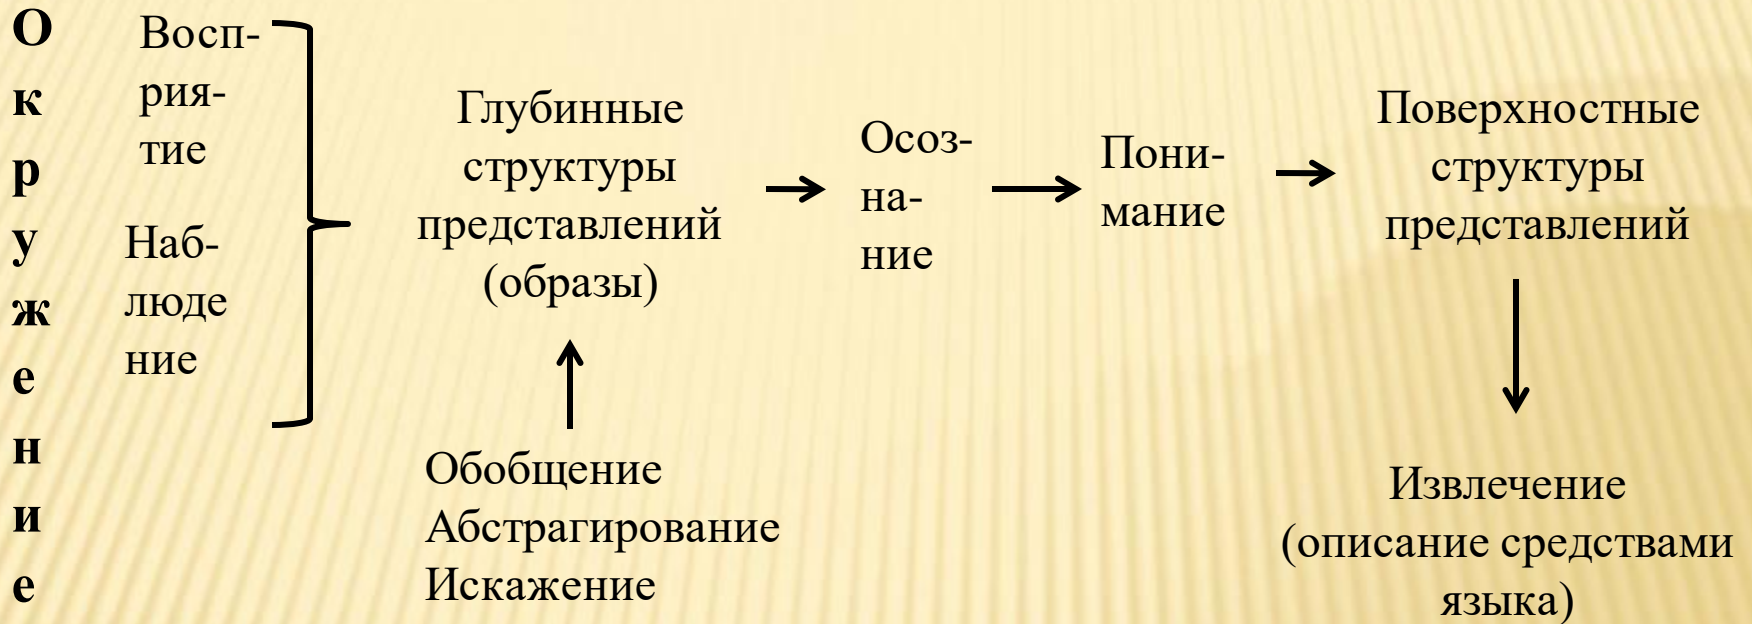 О
к
р
у
ж
е
н
и
е
Восп-
рия-
тие
Наб-
люде
ние
Глубинные
структуры
представлений
(образы)
Обобщение
Абстрагирование
Искажение
Осоз-
на-
ние
Пони-
мание
Поверхностные
структуры
представлений
Извлечение
(описание средствами
языка)